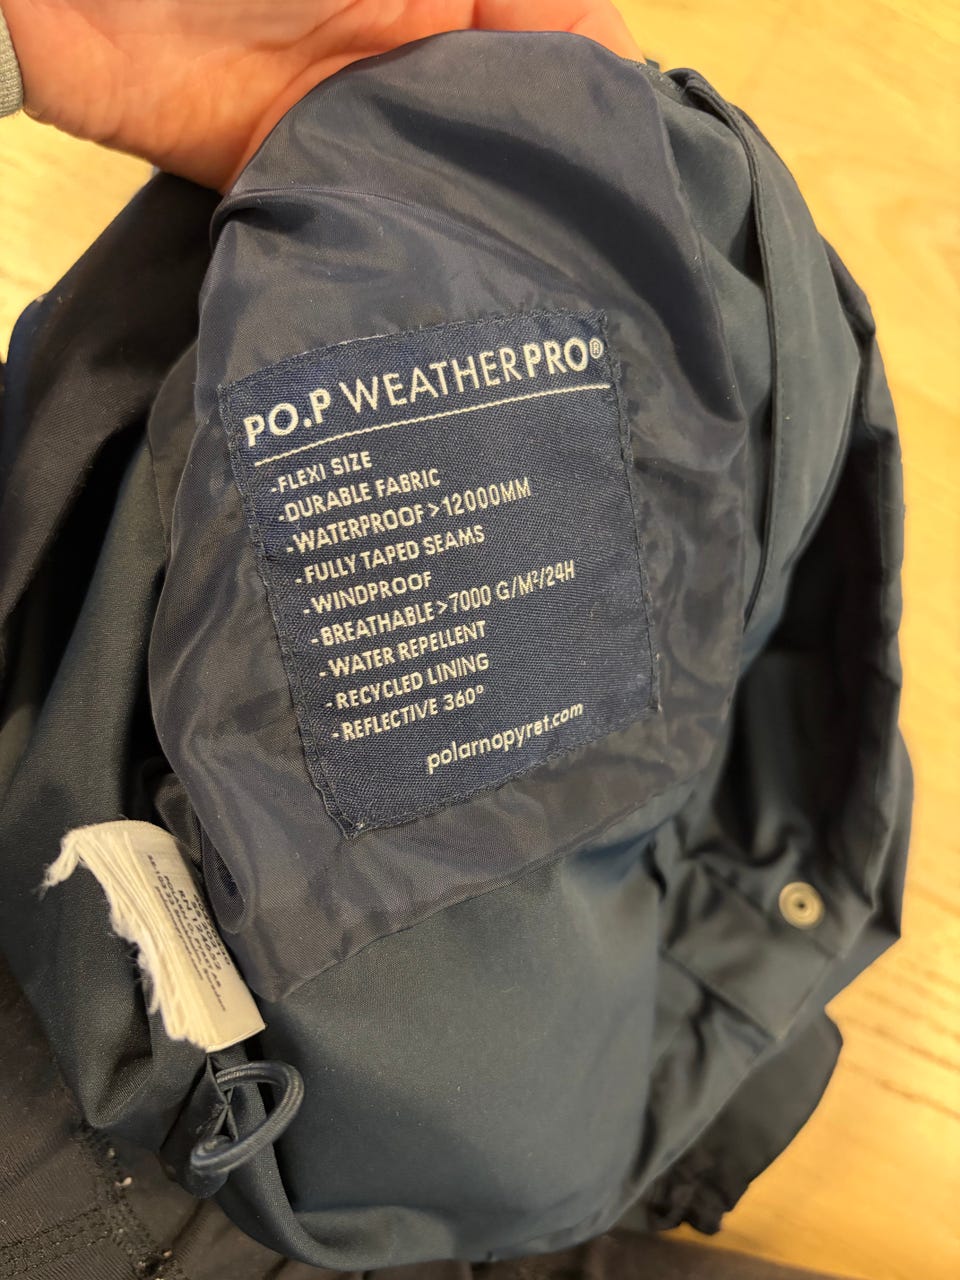 PO.P WEATHERPRO®
-FLEXI SIZE
-DURABLE FABRIC
-WATERPROOF>12000MM
-FULLY TAPED SEAMS
-WINDPROOF
-BREATHABLE>7000 G/M²/24H
-WATER REPELLENT
-RECYCLED LINING
-REFLECTIVE 360°
polarnopyret.com